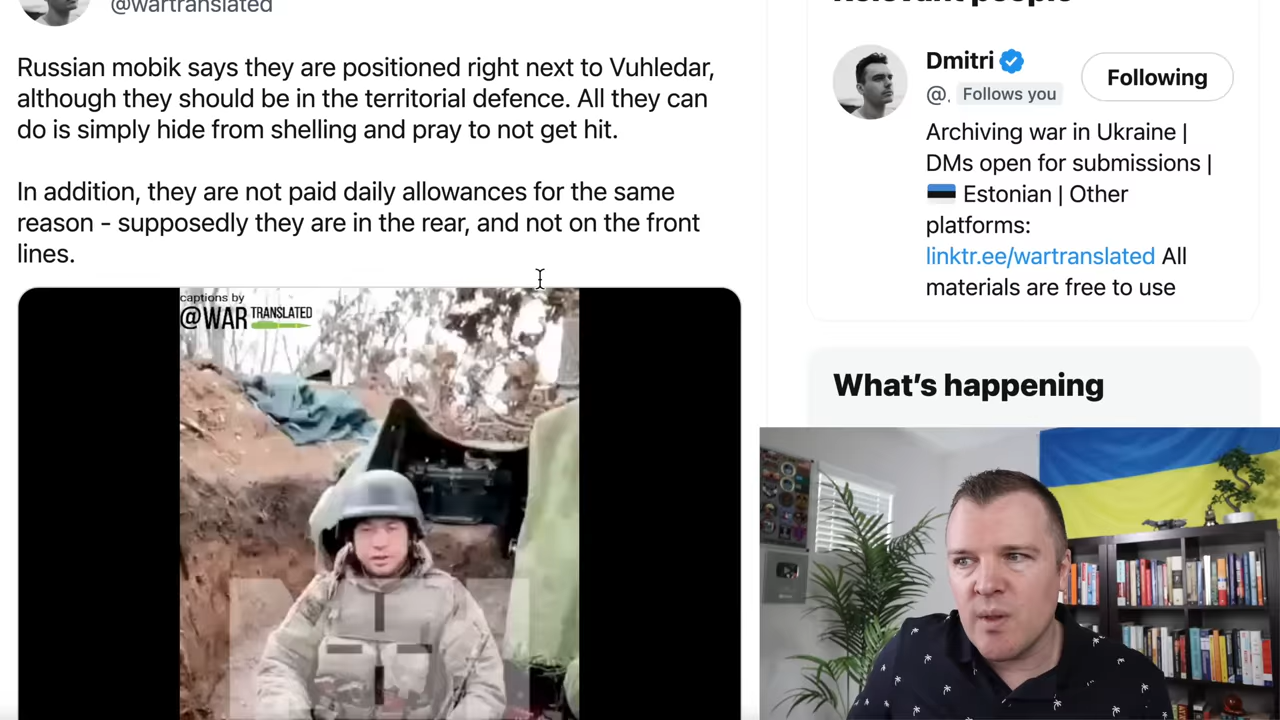 @wartranslated
Relevant people
Russian mobik says they are positioned right next to Vuhledar,
although they should be in the territorial defence. All they can
do is simply hide from shelling and pray to not get hit.
In addition, they are not paid daily allowances for the same
reason - supposedly they are in the rear, and not on the front
lines.
captions by
@WAR TRANSLATED
Dmitri
@. Follows you
Following
Archiving war in Ukraine |
DMs open for submissions |
Estonian | Other
platforms:
linktr.ee/wartranslated All
materials are free to use
What’s happening